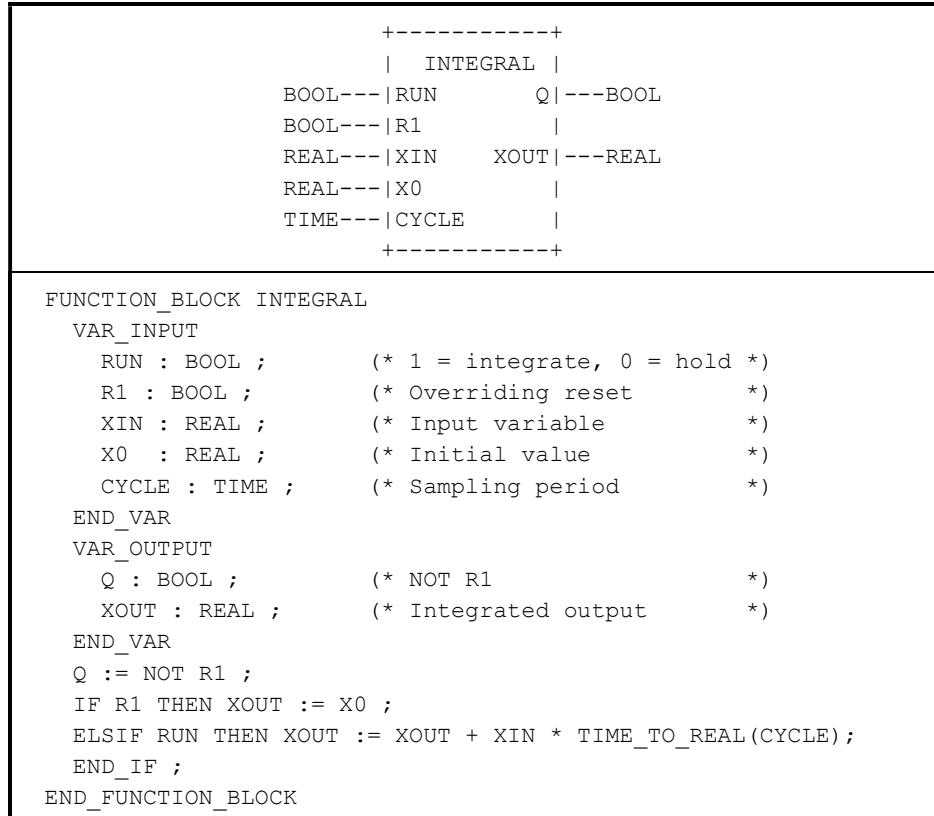 +-----------+
|  INTEGRAL |
BOOL---|RUN       Q|---BOOL
BOOL---|R1         |
REAL---|XIN    XOUT|---REAL
REAL---|X0         |
TIME---|CYCLE      |
+-----------+
FUNCTION_BLOCK INTEGRAL
VAR_INPUT
RUN : BOOL ;       (* 1 = integrate, 0 = hold *)
R1 : BOOL ;        (* Overriding reset        *)
XIN : REAL ;       (* Input variable          *)
X0  : REAL ;       (* Initial value           *)
CYCLE : TIME ;     (* Sampling period         *)
END_VAR
VAR_OUTPUT
Q : BOOL ;         (* NOT R1                  *)
XOUT : REAL ;      (* Integrated output       *)
END_VAR
Q := NOT R1 ;
IF R1 THEN XOUT := X0 ;
ELSIF RUN THEN XOUT := XOUT + XIN * TIME_TO_REAL(CYCLE);
END_IF ;
END_FUNCTION_BLOCK